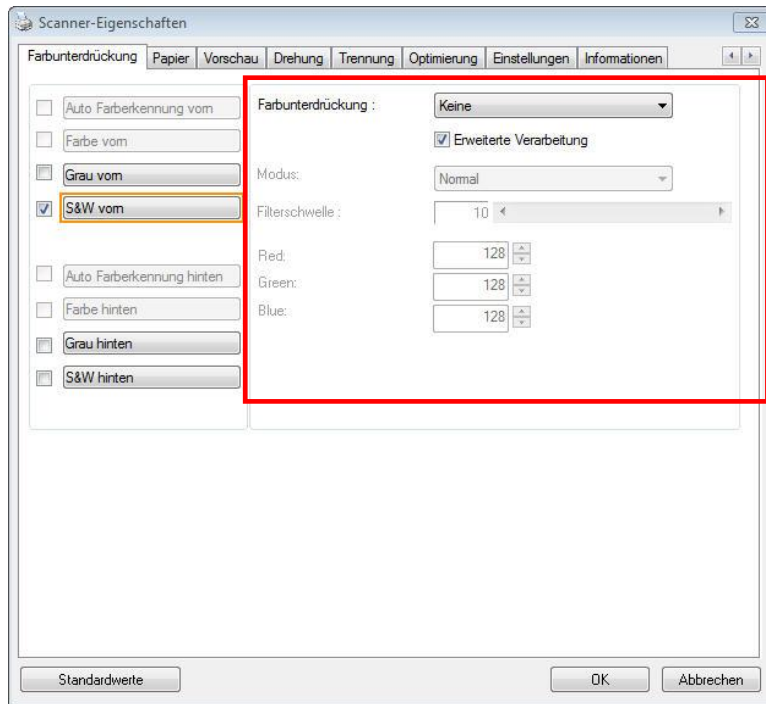 Scanner-Eigenschaften
Farbunterdrückung Papier Vorschau Drehung Trennung Optimierung Einstellungen Informationen
Auto Farberkennung vorn
Farbe vorn
Grau vorn
S&W vorn
Auto Farberkennung hinten
Farbe hinten
Grau hinten
S&W hinten
Farbunterdrückung : Keine
Erweiterte Verarbeitung
Modus: Normal
Filterschwelle : 10
Red: 128
Green: 128
Blue: 128
Standardwerte OK Abbrechen